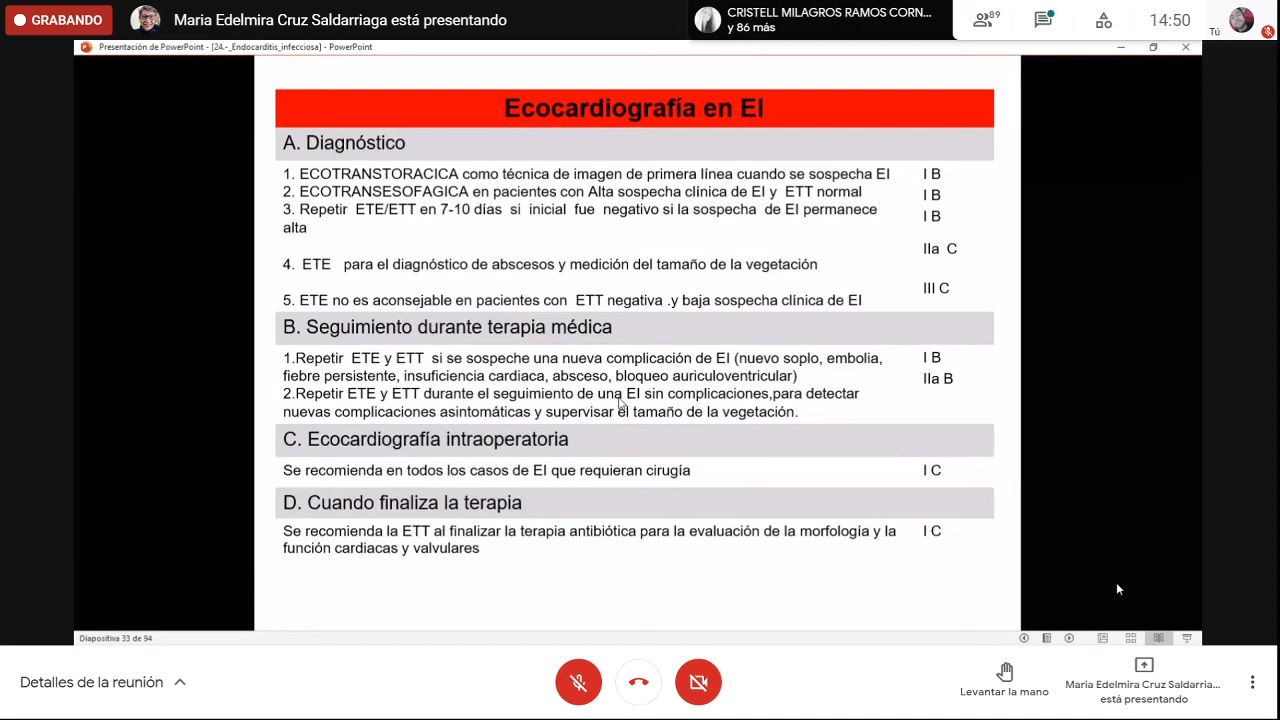 GRABANDO
Maria Edelmira Cruz Saldarriaga está presentando
CRISTELL MILAGROS RAMOS CORN...
y 86 más
89
14:50
Tú
Presentación de PowerPoint - [24.-_Endocarditis_infecciosa] - PowerPoint
Ecocardiografía en EI
A. Diagnóstico
1. ECOTRANSTORACICA como técnica de imagen de primera línea cuando se sospecha EI I B
2. ECOTRANSESOFAGICA en pacientes con Alta sospecha clínica de EI y ETT normal I B
3. Repetir ETE/ETT en 7-10 días si inicial fue negativo si la sospecha de EI permanece I B
alta
IIa C
4. ETE para el diagnóstico de abscesos y medición del tamaño de la vegetación
III C
5. ETE no es aconsejable en pacientes con ETT negativa .y baja sospecha clínica de EI
B. Seguimiento durante terapia médica
1.Repetir ETE y ETT si se sospeche una nueva complicación de EI (nuevo soplo, embolia, I B
fiebre persistente, insuficiencia cardiaca, absceso, bloqueo auriculoventricular) IIa B
2.Repetir ETE y ETT durante el seguimiento de una EI sin complicaciones,para detectar
nuevas complicaciones asintomáticas y supervisar el tamaño de la vegetación.
C. Ecocardiografía intraoperatoria
Se recomienda en todos los casos de EI que requieran cirugía I C
D. Cuando finaliza la terapia
Se recomienda la ETT al finalizar la terapia antibiótica para la evaluación de la morfología y la I C
función cardiacas y valvulares
Diapositiva 33 de 94
Detalles de la reunión
Levantar la mano
Maria Edelmira Cruz Saldarria...
está presentando